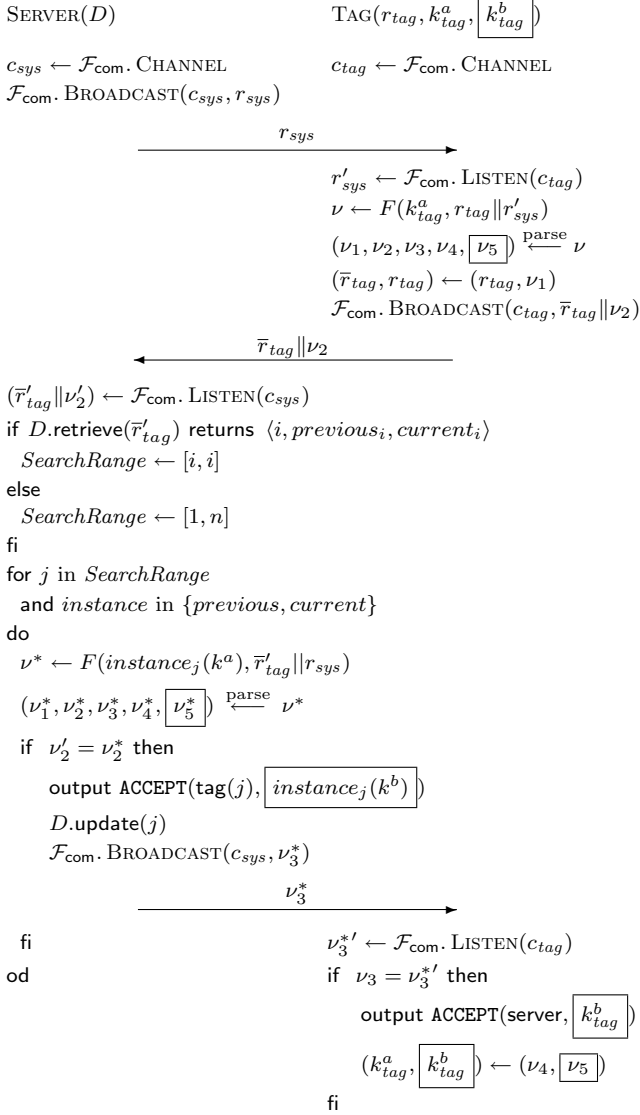 SERVER(D) TAG(r_tag, k^a_tag, k^b_tag)
c_sys ← F_com. CHANNEL c_tag ← F_com. CHANNEL
F_com. BROADCAST(c_sys, r_sys)
r_sys
r′_sys ← F_com. LISTEN(c_tag)
ν ← F(k^a_tag, r_tag‖r′_sys)
(ν_1, ν_2, ν_3, ν_4, ν_5) ⟵^parse ν
(r̄_tag, r_tag) ← (r_tag, ν_1)
F_com. BROADCAST(c_tag, r̄_tag‖ν_2)
r̄_tag‖ν_2
(r̄′_tag‖ν′_2) ← F_com. LISTEN(c_sys)
if D.retrieve(r̄′_tag) returns ⟨i, previous_i, current_i⟩
SearchRange ← [i, i]
else
SearchRange ← [1, n]
fi
for j in SearchRange
and instance in {previous, current}
do
ν* ← F(instance_j(k^a), r̄′_tag||r_sys)
(ν*_1, ν*_2, ν*_3, ν*_4, ν*_5) ⟵^parse ν*
if ν′_2 = ν*_2 then
output ACCEPT(tag(j), instance_j(k^b))
D.update(j)
F_com. BROADCAST(c_sys, ν*_3)
ν*_3
fi ν*_3′ ← F_com. LISTEN(c_tag)
od if ν_3 = ν*_3′ then
output ACCEPT(server, k^b_tag)
(k^a_tag, k^b_tag) ← (ν_4, ν_5)
fi